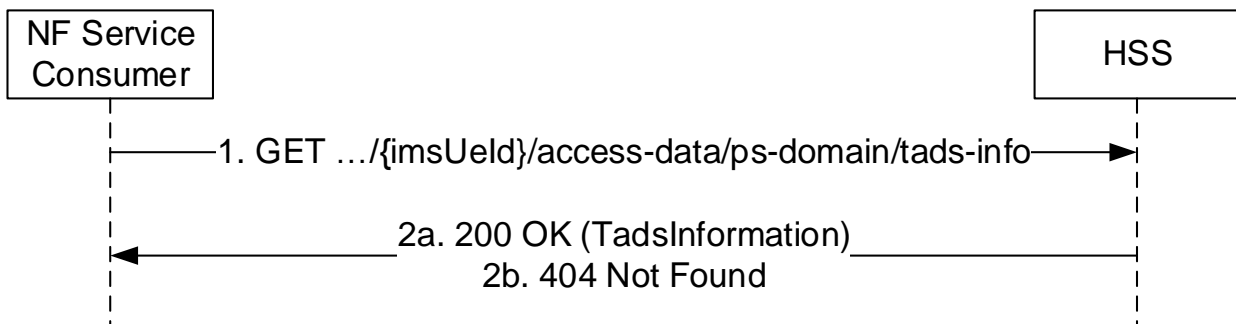 NF Service
Consumer
HSS
1. GET …/{imsUeId}/access-data/ps-domain/tads-info
2a. 200 OK (TadsInformation)
2b. 404 Not Found